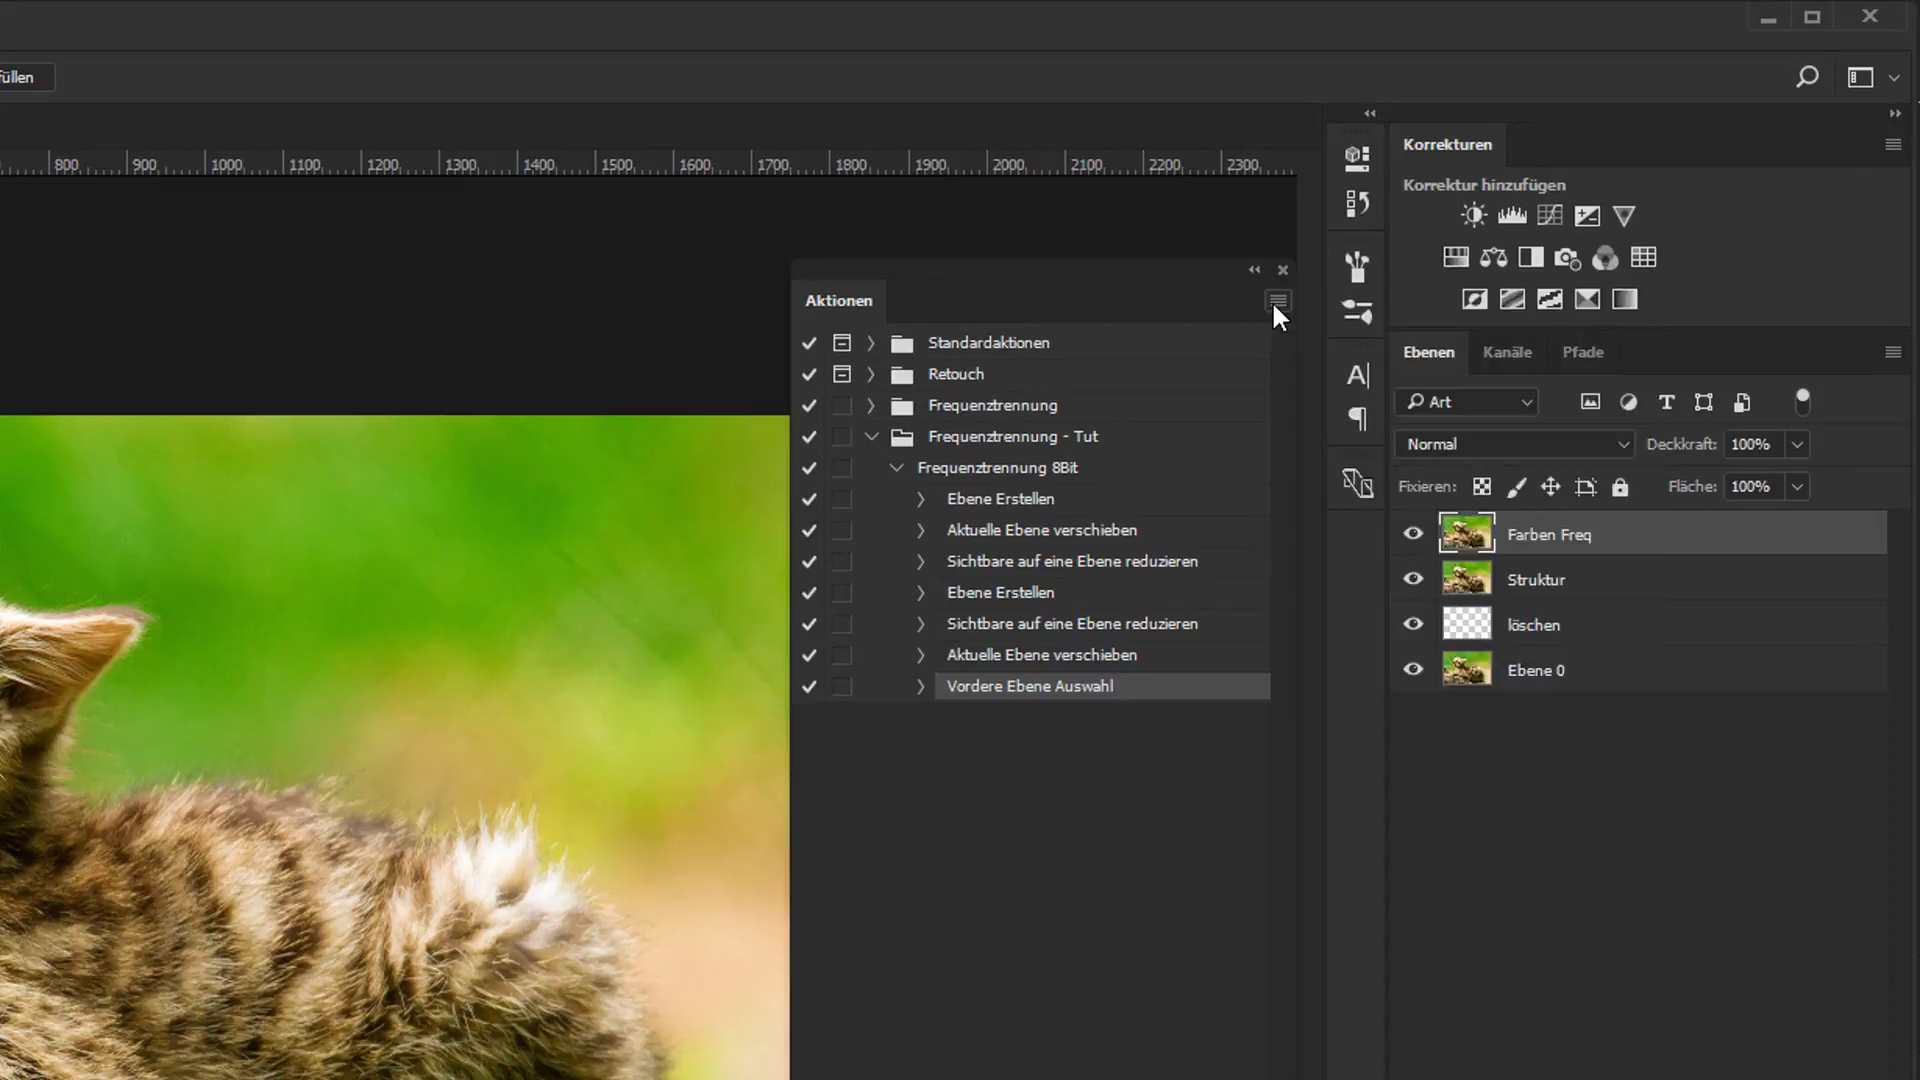 füllen
800 900 1000 1100 1200 1300 1400 1500 1600 1700 1800 1900 2000 2100 2200 2300
Korrekturen
Korrektur hinzufügen
Aktionen
Standardaktionen
Retouch
Frequenztrennung
Frequenztrennung - Tut
Frequenztrennung 8Bit
Ebene Erstellen
Aktuelle Ebene verschieben
Sichtbare auf eine Ebene reduzieren
Ebene Erstellen
Sichtbare auf eine Ebene reduzieren
Aktuelle Ebene verschieben
Vordere Ebene Auswahl
Ebenen Kanäle Pfade
Art
Normal Deckkraft: 100%
Fixieren: Fläche: 100%
Farben Freq
Struktur
löschen
Ebene 0